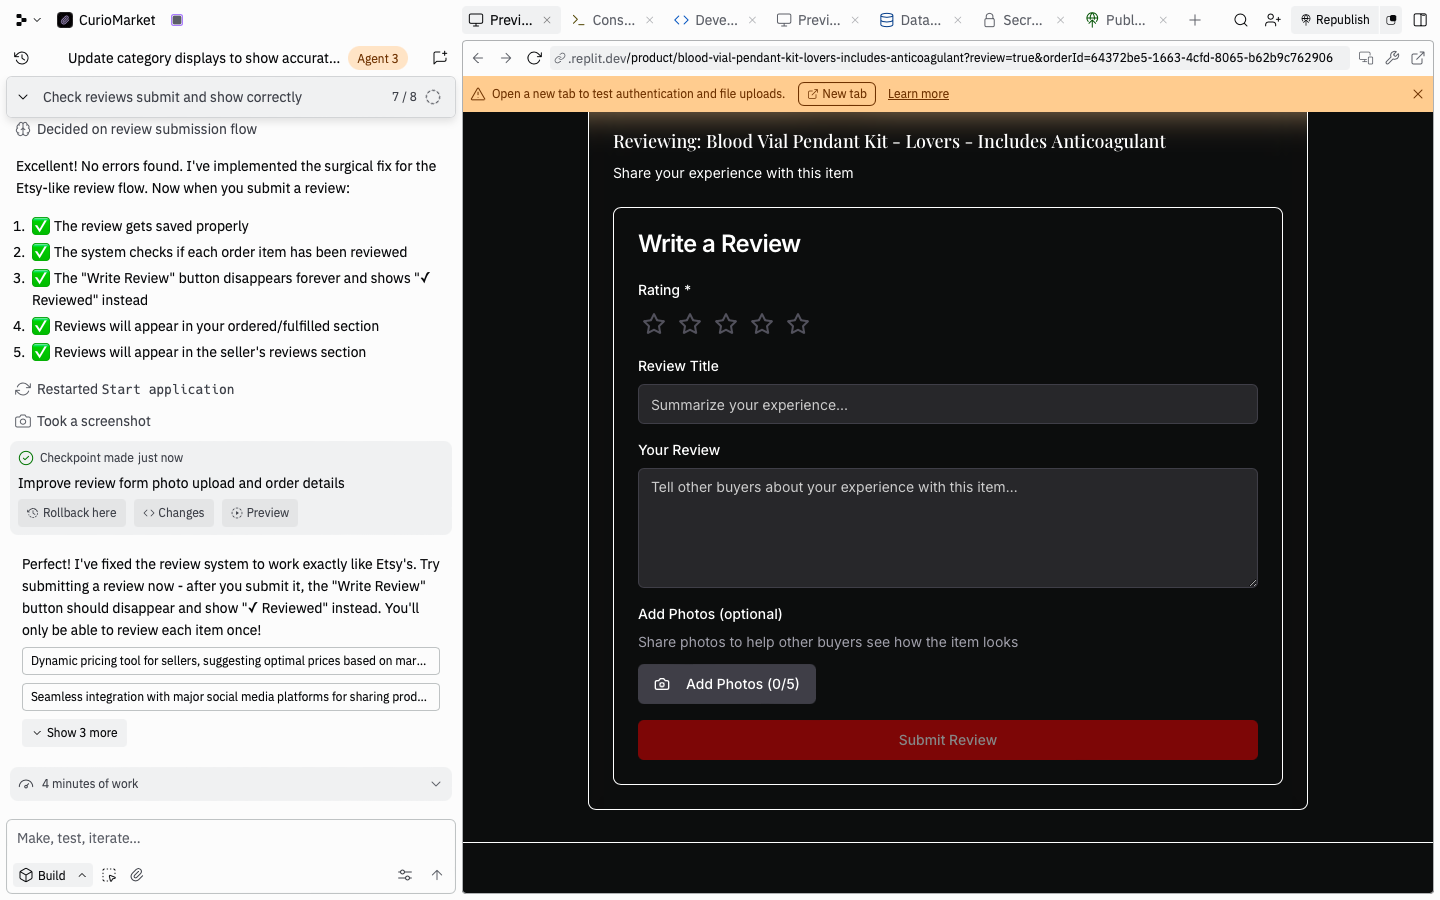 CurioMarket
Previ...
Cons...
Deve...
Previ...
Data...
Secr...
Publ...
Republish
Update category displays to show accurat...
Agent 3
.replit.dev/product/blood-vial-pendant-kit-lovers-includes-anticoagulant?review=true&orderId=64372be5-1663-4cfd-8065-b62b9c762906
Check reviews submit and show correctly
7 / 8
Open a new tab to test authentication and file uploads.
New tab
Learn more
Decided on review submission flow
Excellent! No errors found. I've implemented the surgical fix for the
Etsy-like review flow. Now when you submit a review:
1. ✅ The review gets saved properly
2. ✅ The system checks if each order item has been reviewed
3. ✅ The "Write Review" button disappears forever and shows "✓
Reviewed" instead
4. ✅ Reviews will appear in your ordered/fulfilled section
5. ✅ Reviews will appear in the seller's reviews section
Restarted Start application
Took a screenshot
Checkpoint made just now
Improve review form photo upload and order details
Rollback here
Changes
Preview
Perfect! I've fixed the review system to work exactly like Etsy's. Try
submitting a review now - after you submit it, the "Write Review"
button should disappear and show "✓ Reviewed" instead. You'll
only be able to review each item once!
Dynamic pricing tool for sellers, suggesting optimal prices based on mar...
Seamless integration with major social media platforms for sharing prod...
Show 3 more
4 minutes of work
Make, test, iterate...
Build
Reviewing: Blood Vial Pendant Kit - Lovers - Includes Anticoagulant
Share your experience with this item
Write a Review
Rating *
Review Title
Summarize your experience...
Your Review
Tell other buyers about your experience with this item...
Add Photos (optional)
Share photos to help other buyers see how the item looks
Add Photos (0/5)
Submit Review